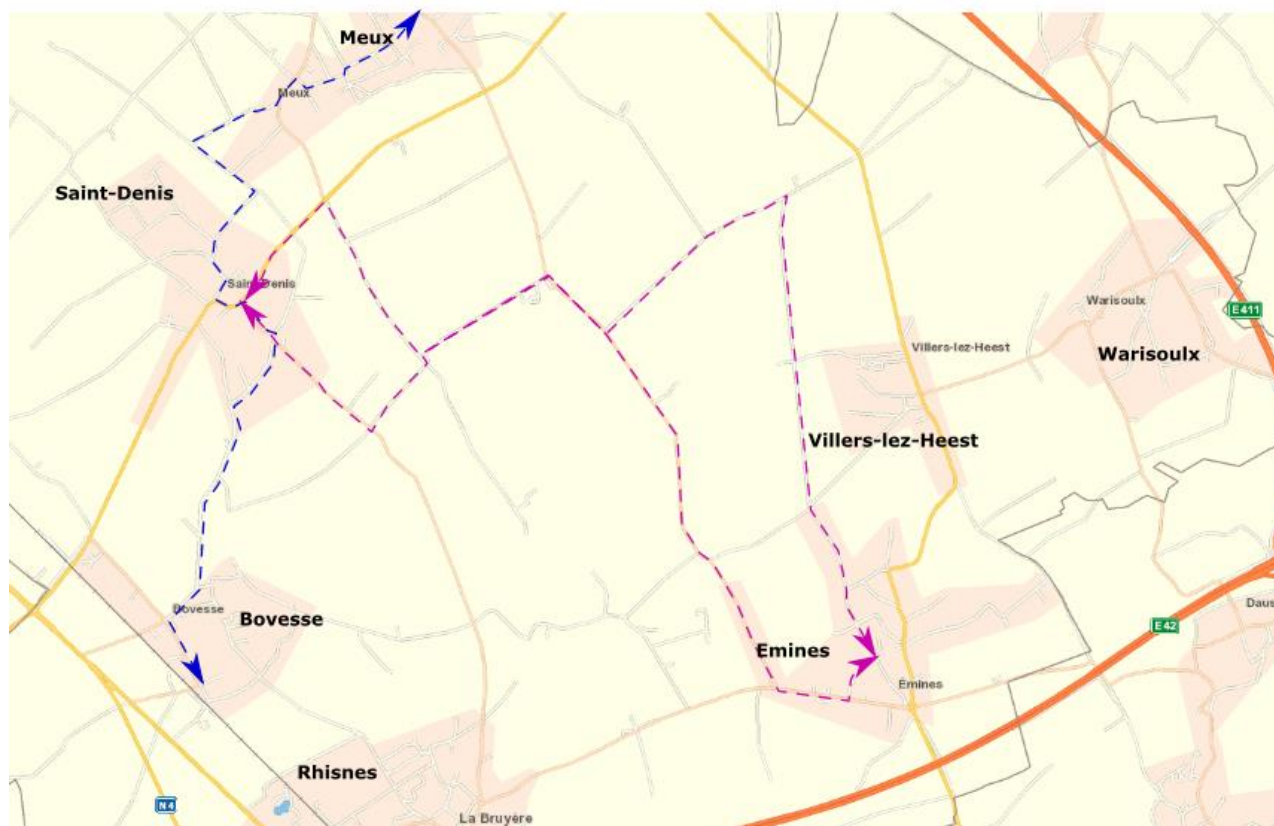 Meux
Meux
Saint-Denis
Saint-Denis
E411
Warisoulx
Warisoulx
Villers-lez-Heest
Villers-lez-Heest
Bovesse
Bovesse
Daus
E42
Emines
Émines
Rhisnes
N4
La Bruyère